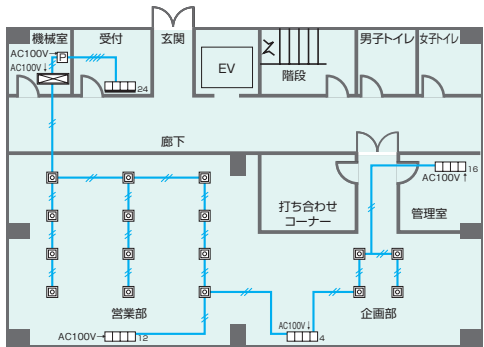 機械室
受付
玄関
男子トイレ
女子トイレ
AC100V→
P
AC100V↓
24
EV
階段
廊下
16
AC100V↑
打ち合わせ
コーナー
管理室
営業部
企画部
AC100V→
12
AC100V↓
4